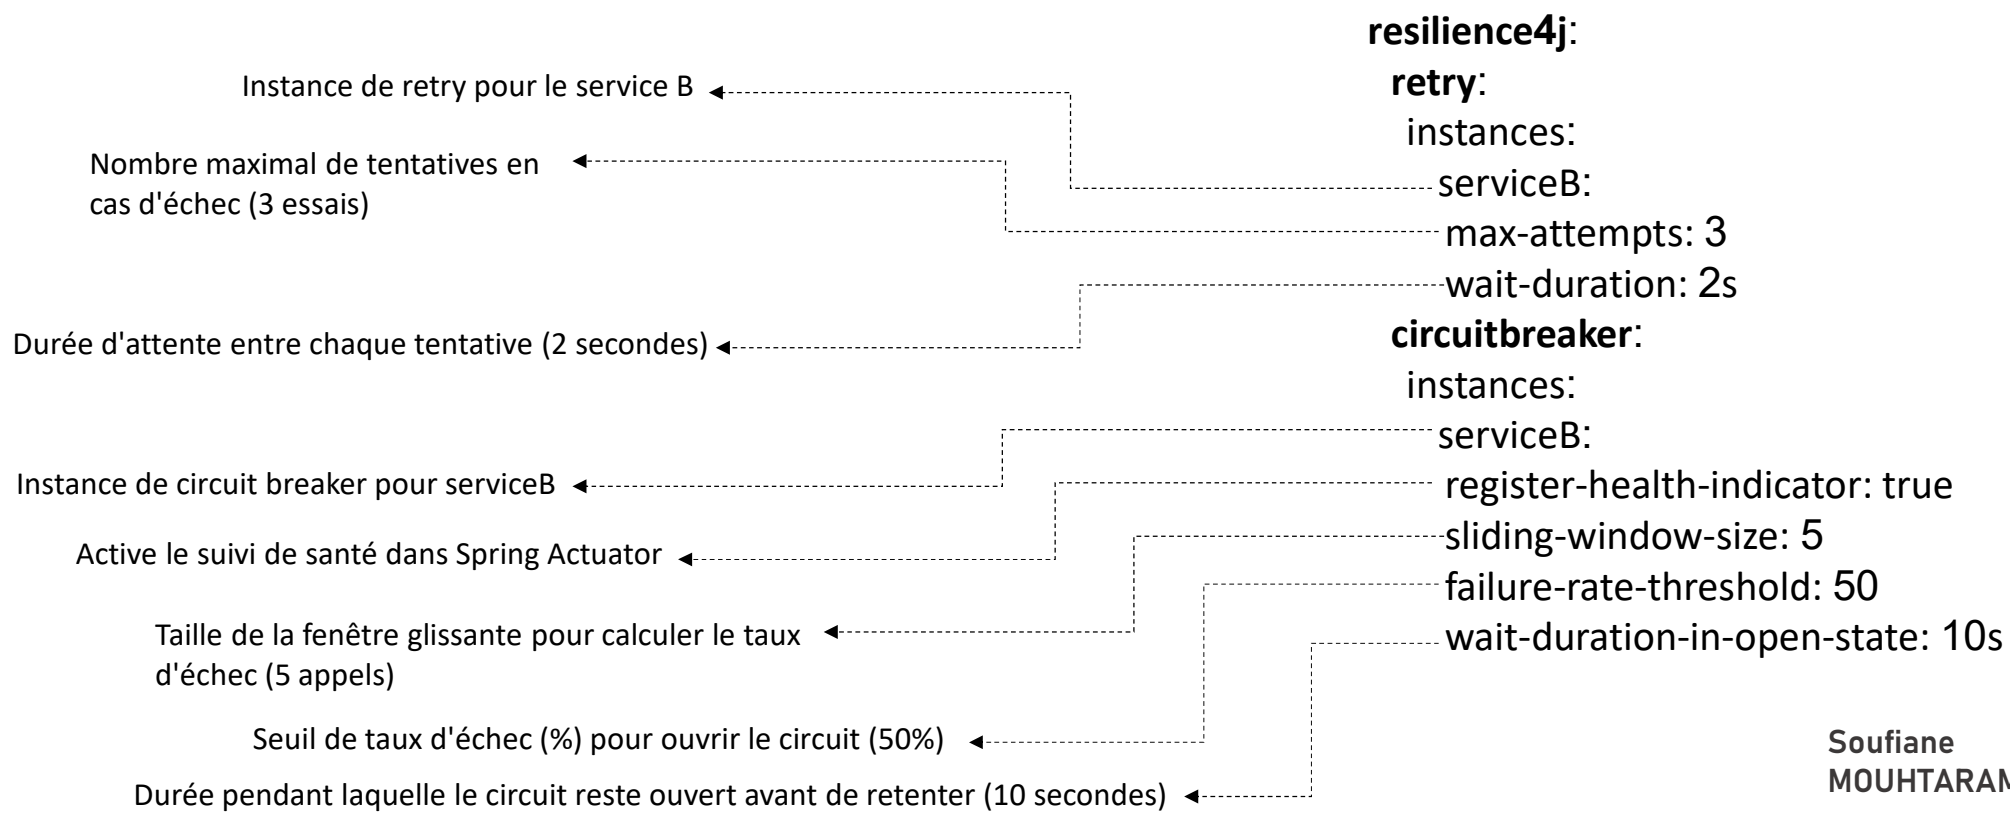 resilience4j:
Instance de retry pour le service B
retry:
instances:
Nombre maximal de tentatives en
cas d'échec (3 essais)
serviceB:
max-attempts: 3
wait-duration: 2s
Durée d'attente entre chaque tentative (2 secondes)
circuitbreaker:
instances:
serviceB:
Instance de circuit breaker pour serviceB
register-health-indicator: true
Active le suivi de santé dans Spring Actuator
sliding-window-size: 5
failure-rate-threshold: 50
Taille de la fenêtre glissante pour calculer le taux
d'échec (5 appels)
wait-duration-in-open-state: 10s
Seuil de taux d'échec (%) pour ouvrir le circuit (50%)
Durée pendant laquelle le circuit reste ouvert avant de retenter (10 secondes)
Soufiane
MOUHTARAM